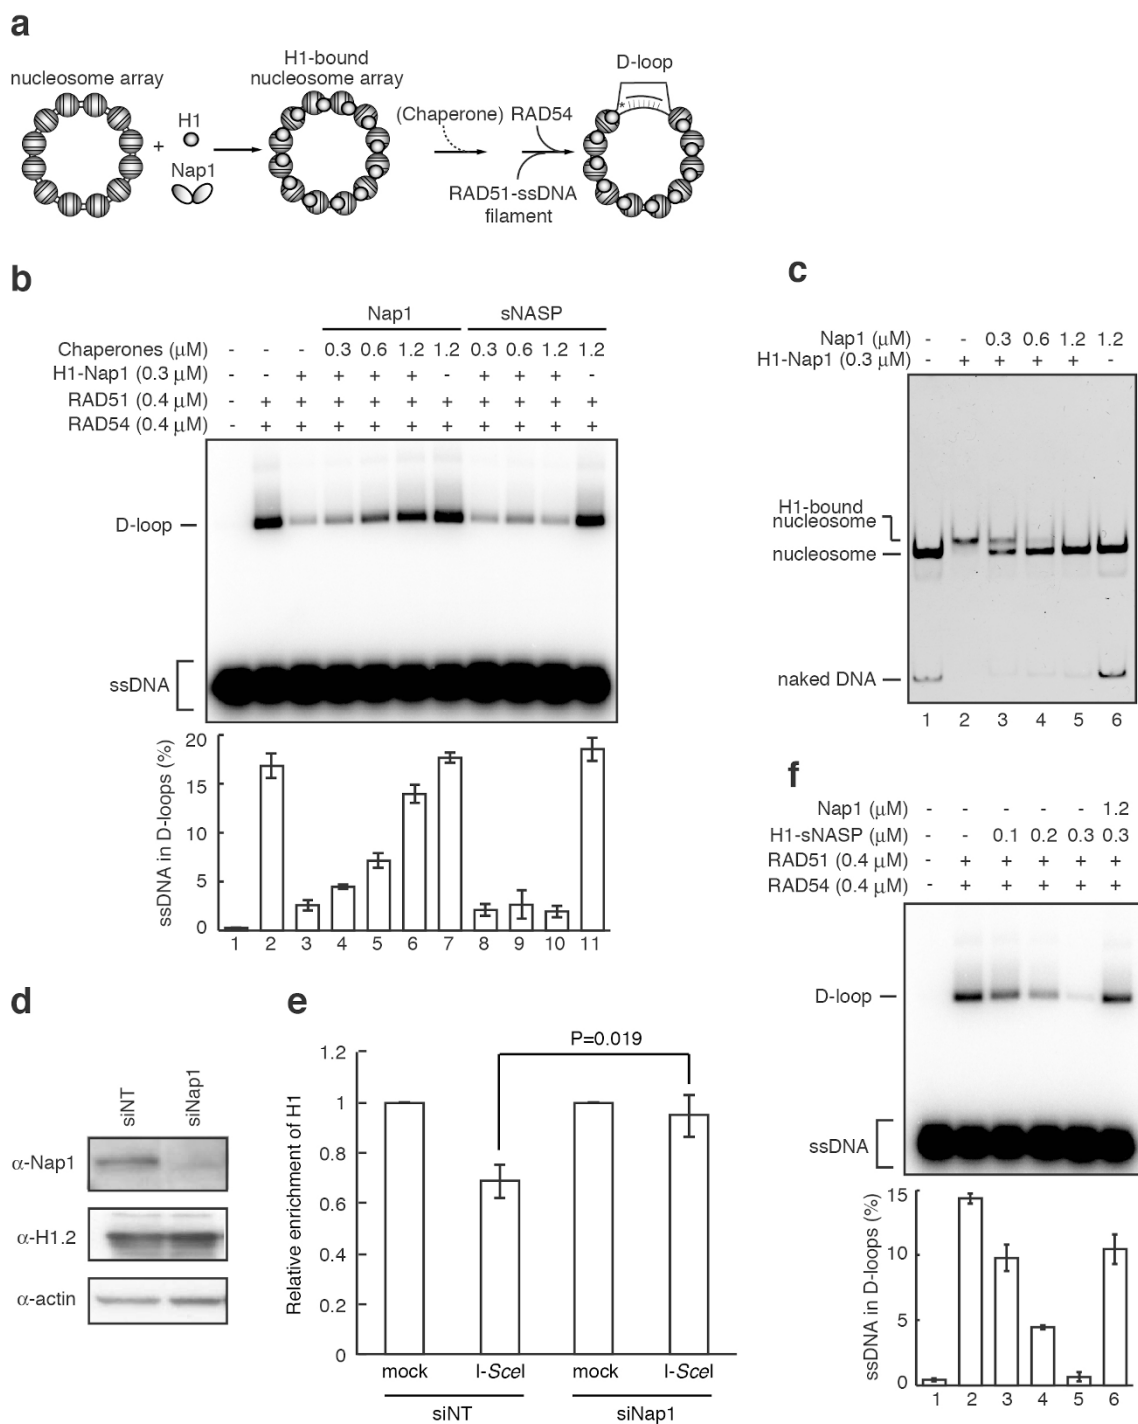 a
nucleosome array
+
H1
Nap1
H1-bound
nucleosome array
(Chaperone) RAD54
RAD51-ssDNA
filament
D-loop
*
b
Nap1 sNASP
Chaperones (μM) - - - 0.3 0.6 1.2 1.2 0.3 0.6 1.2 1.2
H1-Nap1 (0.3 μM) - - + + + + - + + + -
RAD51 (0.4 μM) - + + + + + + + + + +
RAD54 (0.4 μM) - + + + + + + + + + +
D-loop
ssDNA
ssDNA in D-loops (%)
20
15
10
5
0
1 2 3 4 5 6 7 8 9 10 11
c
Nap1 (μM) - - 0.3 0.6 1.2 1.2
H1-Nap1 (0.3 μM) - + + + + -
H1-bound
nucleosome
nucleosome
naked DNA
1 2 3 4 5 6
d
siNT siNap1
α-Nap1
α-H1.2
α-actin
e
P=0.019
Relative enrichment of H1
1.2
1
0.8
0.6
0.4
0.2
0
mock I-SceI mock I-SceI
siNT siNap1
f
Nap1 (μM) - - - - - 1.2
H1-sNASP (μM) - - 0.1 0.2 0.3 0.3
RAD51 (0.4 μM) - + + + + +
RAD54 (0.4 μM) - + + + + +
D-loop
ssDNA
ssDNA in D-loops (%)
15
10
5
0
1 2 3 4 5 6